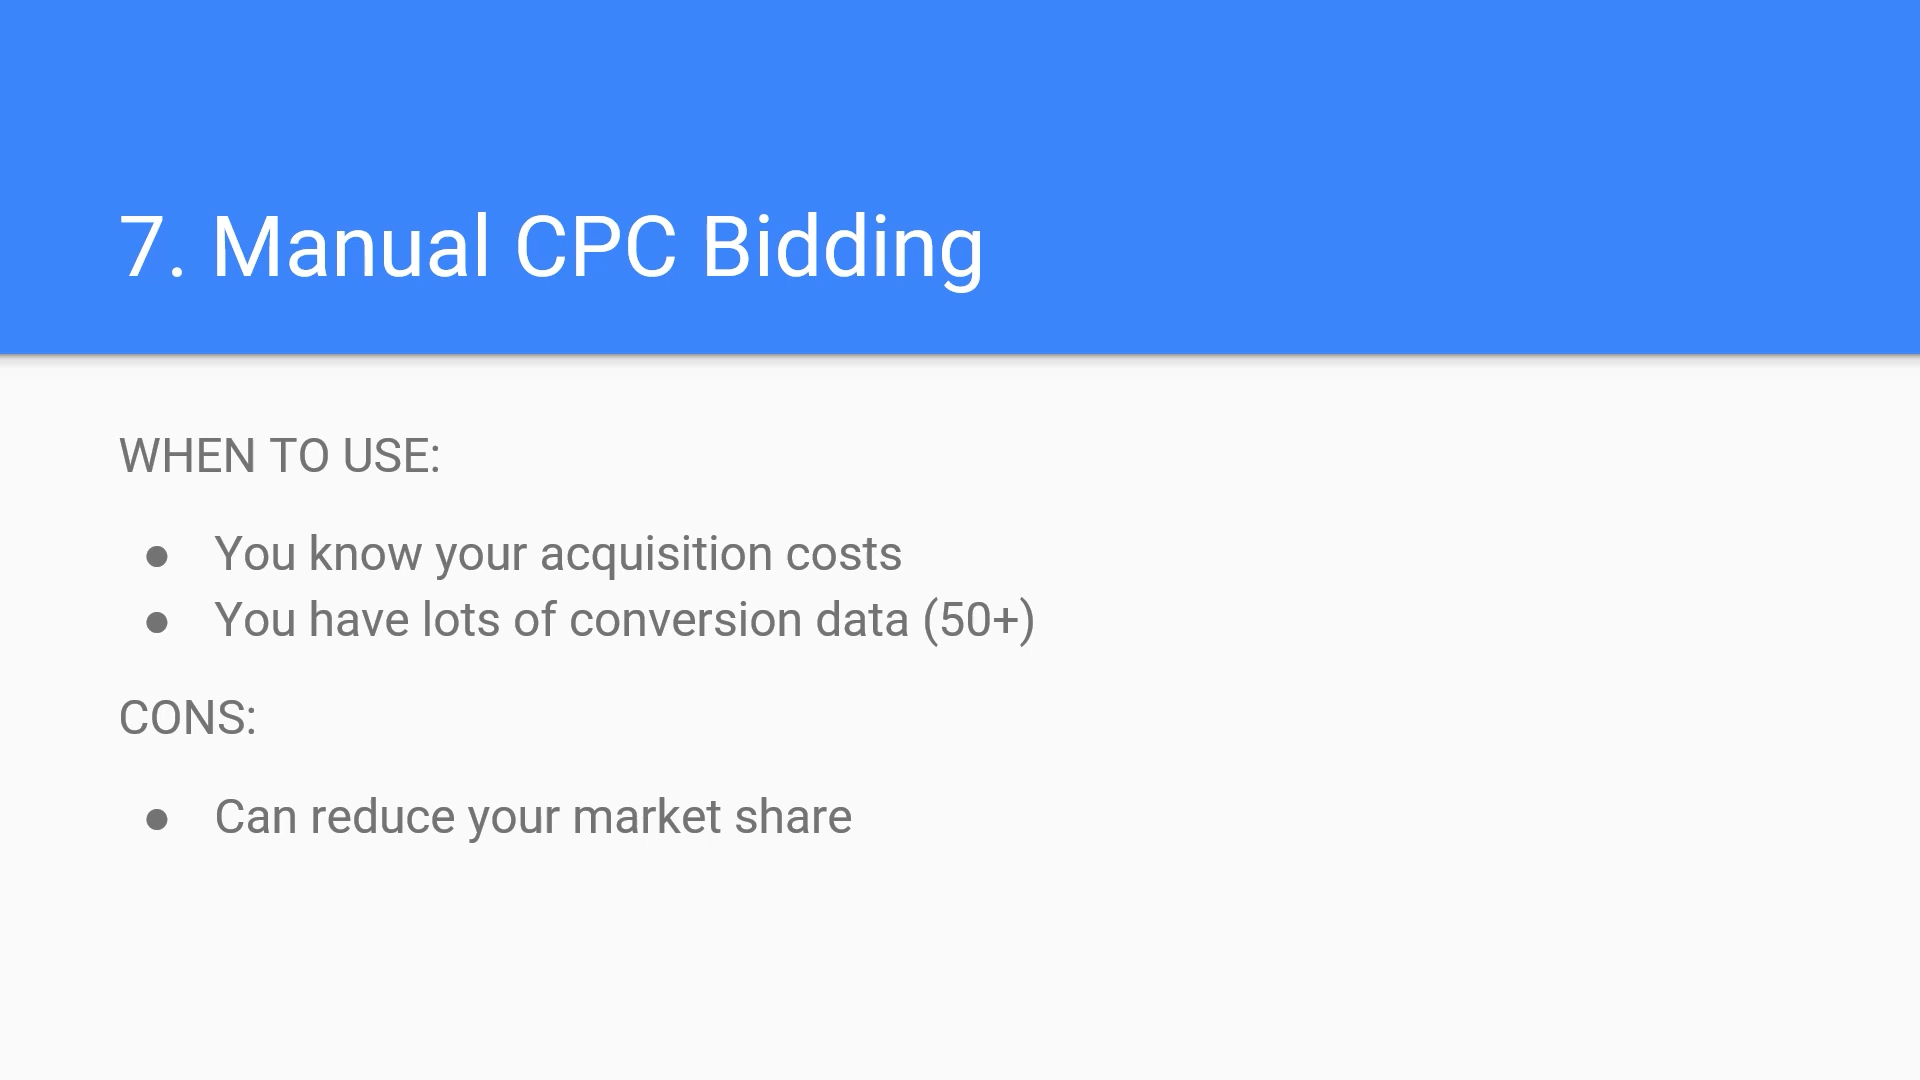 7. Manual CPC Bidding
WHEN TO USE:
● You know your acquisition costs
● You have lots of conversion data (50+)
CONS:
● Can reduce your market share